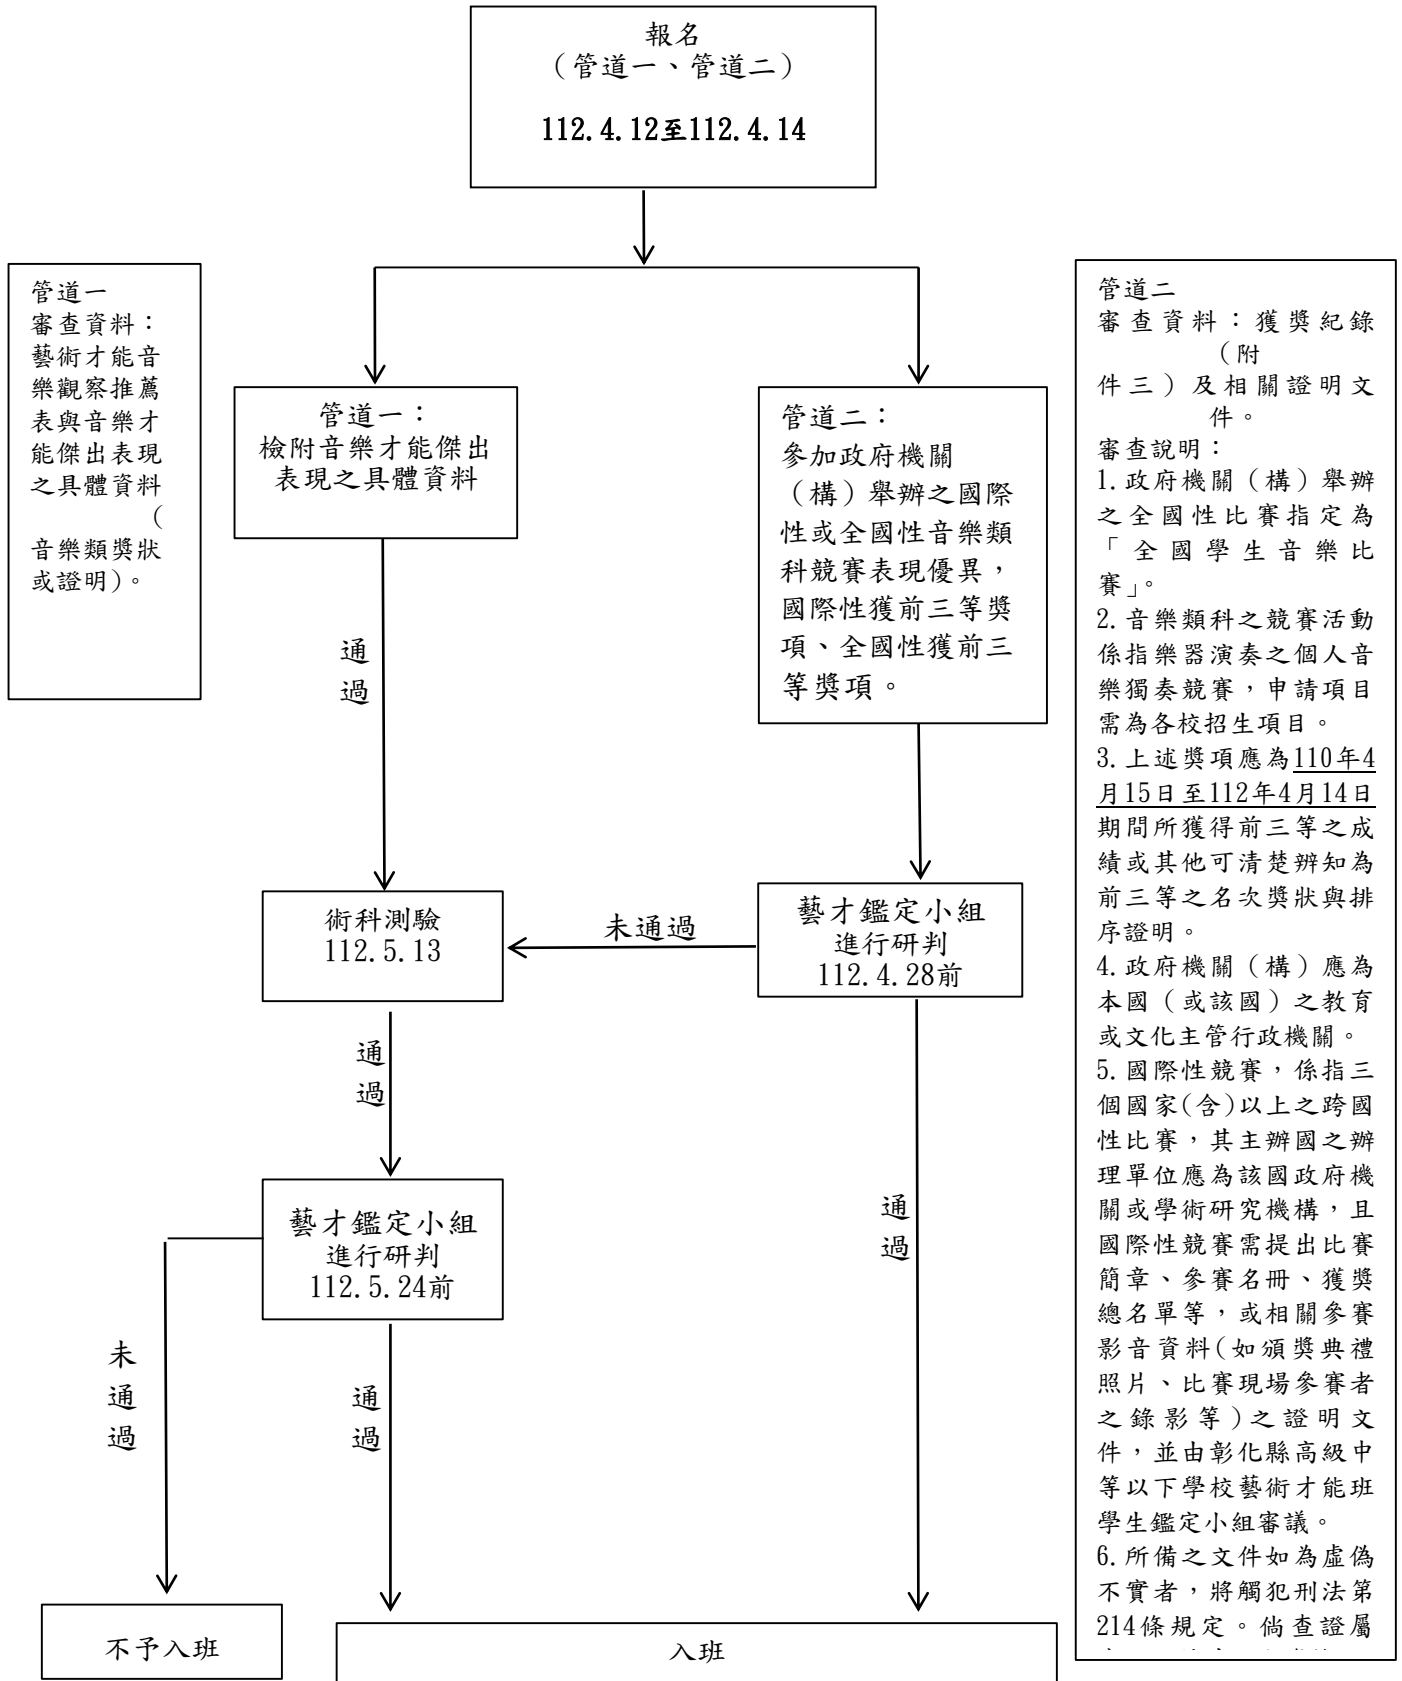 報名
（管道一、管道二）
112.4.12至112.4.14
管道一
審查資料：
藝術才能音
樂觀察推薦
表與音樂才
能傑出表現
之具體資料
(
音樂類獎狀
或證明)。
管道一：
檢附音樂才能傑出
表現之具體資料
管道二：
參加政府機關
（構）舉辦之國際
性或全國性音樂類
科競賽表現優異，
國際性獲前三等獎
項、全國性獲前三
等獎項。
管道二
審查資料：獲獎紀錄
（附
件三）及相關證明文
件。
審查說明：
1.政府機關（構）舉辦
之全國性比賽指定為
「全國學生音樂比
賽」。
2.音樂類科之競賽活動
係指樂器演奏之個人音
樂獨奏競賽，申請項目
需為各校招生項目。
3.上述獎項應為110年4
月15日至112年4月14日
期間所獲得前三等之成
績或其他可清楚辨知為
前三等之名次獎狀與排
序證明。
4.政府機關（構）應為
本國（或該國）之教育
或文化主管行政機關。
5.國際性競賽，係指三
個國家(含)以上之跨國
性比賽，其主辦國之辦
理單位應為該國政府機
關或學術研究機構，且
國際性競賽需提出比賽
簡章、參賽名冊、獲獎
總名單等，或相關參賽
影音資料(如頒獎典禮
照片、比賽現場參賽者
之錄影等)之證明文
件，並由彰化縣高級中
等以下學校藝術才能班
學生鑑定小組審議。
6.所備之文件如為虛偽
不實者，將觸犯刑法第
214條規定。倘查證屬
通
過
術科測驗
112.5.13
未通過
藝才鑑定小組
進行研判
112.4.28前
通
過
藝才鑑定小組
進行研判
112.5.24前
通
過
未
通
過
通
過
不予入班
入班